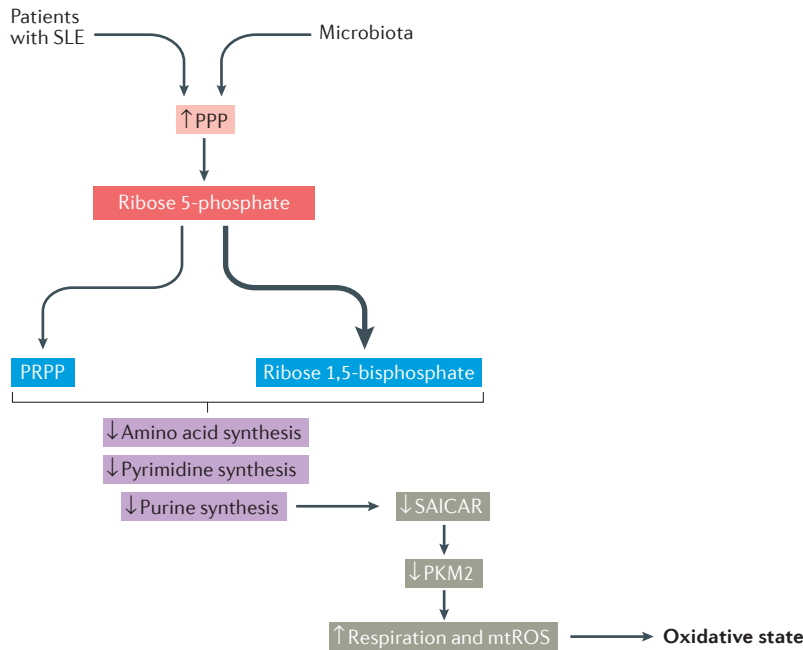 Patients
with SLE
Microbiota
↑PPP
Ribose 5-phosphate
PRPP
Ribose 1,5-bisphosphate
↓Amino acid synthesis
↓Pyrimidine synthesis
↓Purine synthesis
↓SAICAR
↓PKM2
↑Respiration and mtROS
Oxidative state